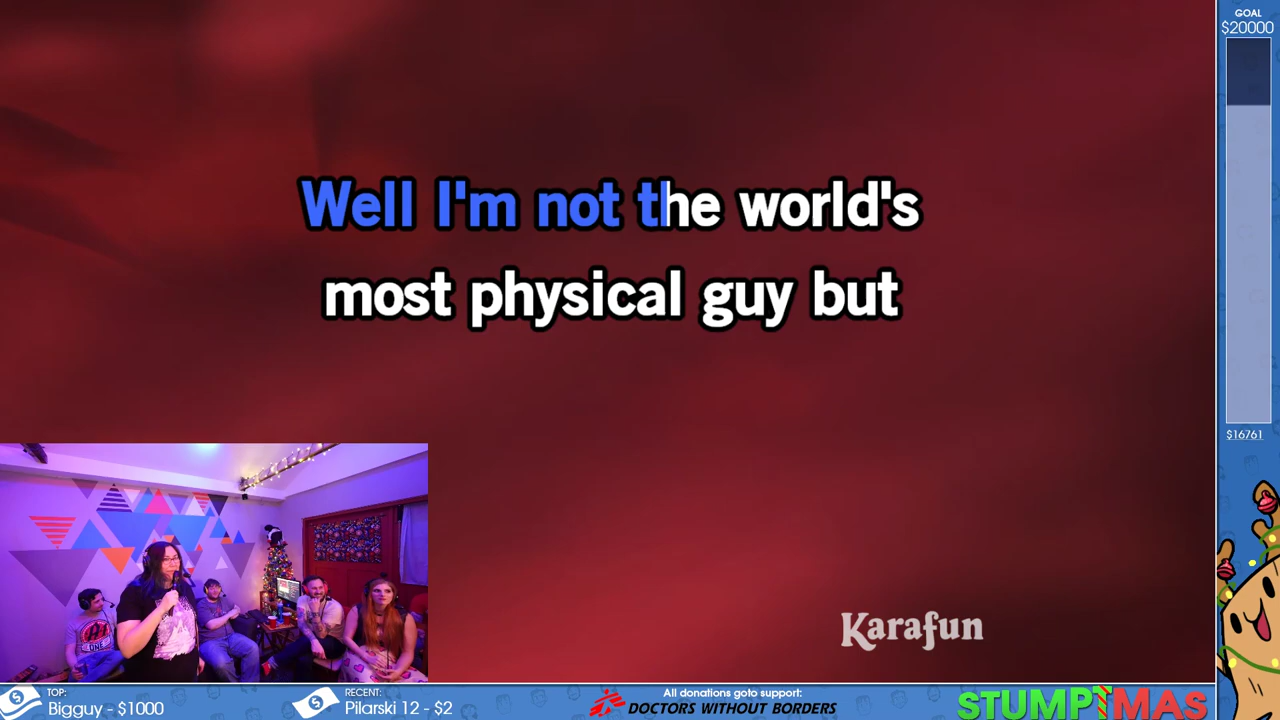 GOAL
$20000
Well I'm not the world's
most physical guy but
$16761
Karafun
TOP:
Bigguy - $1000
RECENT:
Pilarski 12 - $2
All donations goto support:
DOCTORS WITHOUT BORDERS
STUMPTMAS